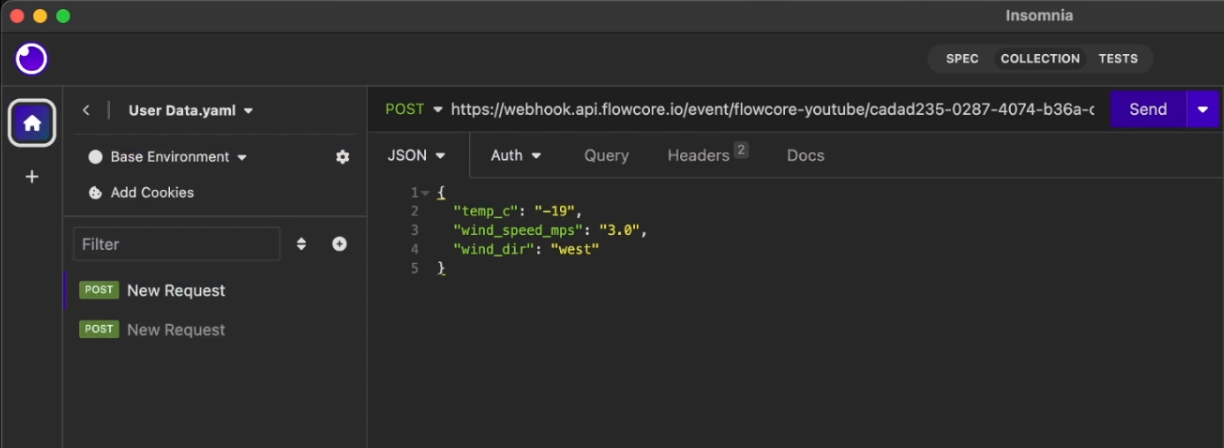 Insomnia
SPEC COLLECTION TESTS
User Data.yaml
POST https://webhook.api.flowcore.io/event/flowcore-youtube/cadad235-0287-4074-b36a-c Send
Base Environment
JSON Auth Query Headers 2 Docs
Add Cookies
1 {
2 "temp_c": "-19",
3 "wind_speed_mps": "3.0",
4 "wind_dir": "west"
5 }
Filter
POST New Request
POST New Request